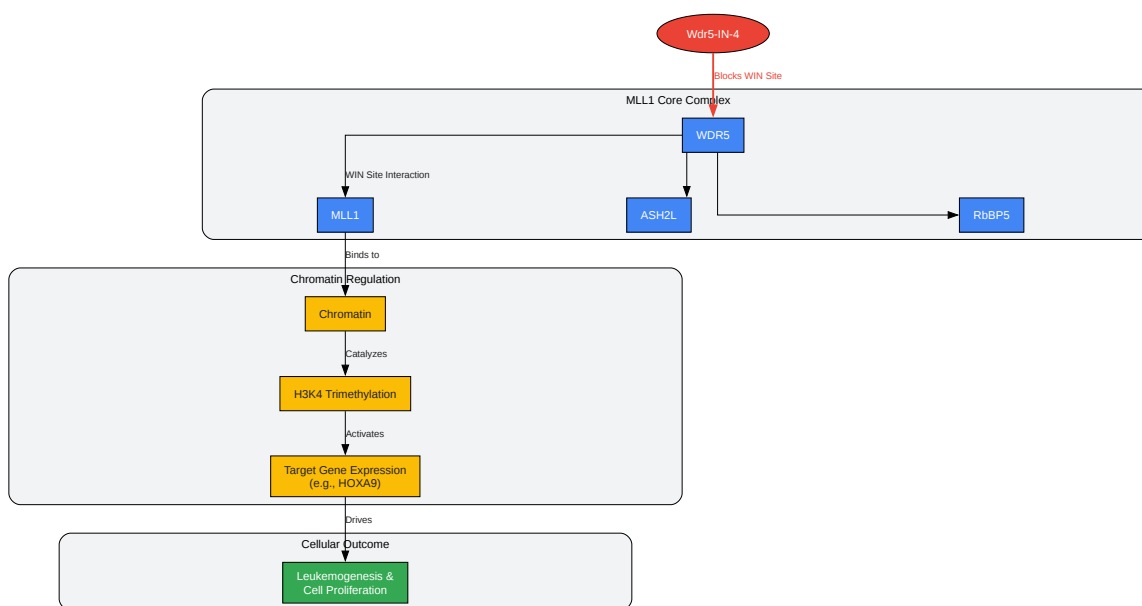 Wdr5-IN-4
Blocks WIN Site
MLL1 Core Complex
WDR5
WIN Site Interaction
MLL1
ASH2L
RbBP5
Binds to
Chromatin Regulation
Chromatin
Catalyzes
H3K4 Trimethylation
Activates
Target Gene Expression
(e.g., HOXA9)
Drives
Cellular Outcome
Leukemogenesis &
Cell Proliferation